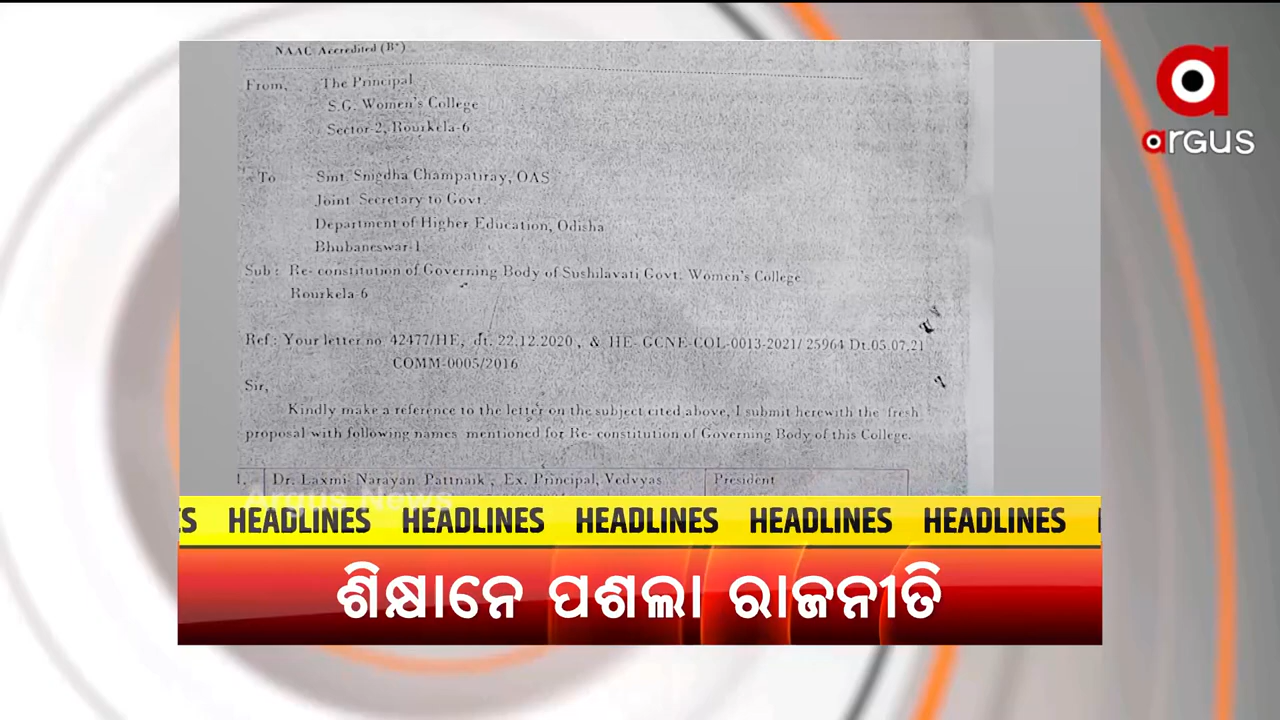 NAAC Accredited (B+)
From, The Principal
S.G. Women's College
Sector-2, Rourkela-6
To Smt. Snigdha Champatiray, OAS
Joint Secretary to Govt.
Department of Higher Education, Odisha
Bhubaneswar-1
Sub : Re- constitution of Governing Body of Sushilavati Govt. Women's College
Rourkela-6
Ref : Your letter no 42477/HE, dt. 22.12.2020 , & HE- GCNE-COL-0013-2021/ 25964 Dt.05.07.21
COMM-0005/2016
Sir,
Kindly make a reference to the letter on the subject cited above, I submit herewith the fresh
proposal with following names mentioned for Re- constitution of Governing Body of this College.
1. Dr. Laxmi Narayan Pattnaik , Ex. Principal, Vedvyas President
Argus News
HEADLINES HEADLINES HEADLINES HEADLINES HEADLINES
ଶିକ୍ଷାନେ ପଶଲା ରାଜନୀତି
argus